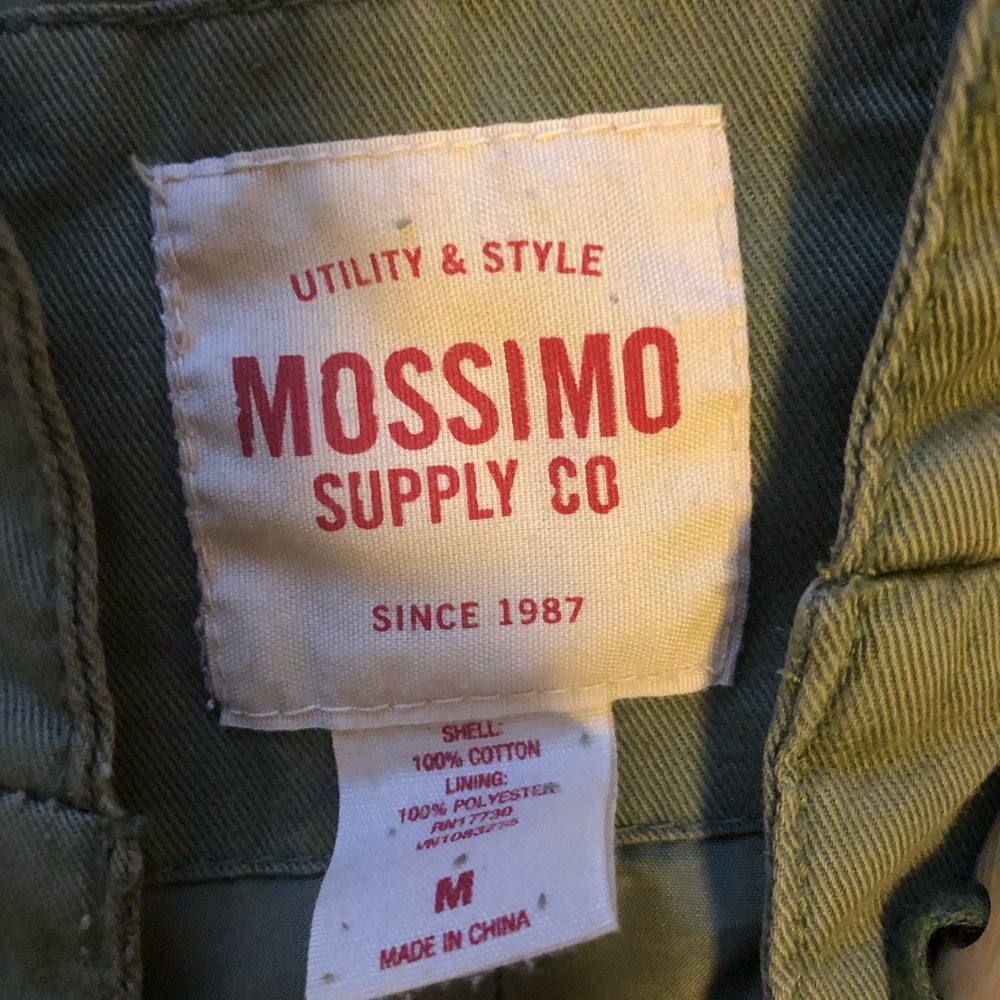 UTILITY & STYLE
MOSSIMO
SUPPLY CO
SINCE 1987
SHELL:
100% COTTON
LINING:
100% POLYESTER
RN17730
M
MADE IN CHINA